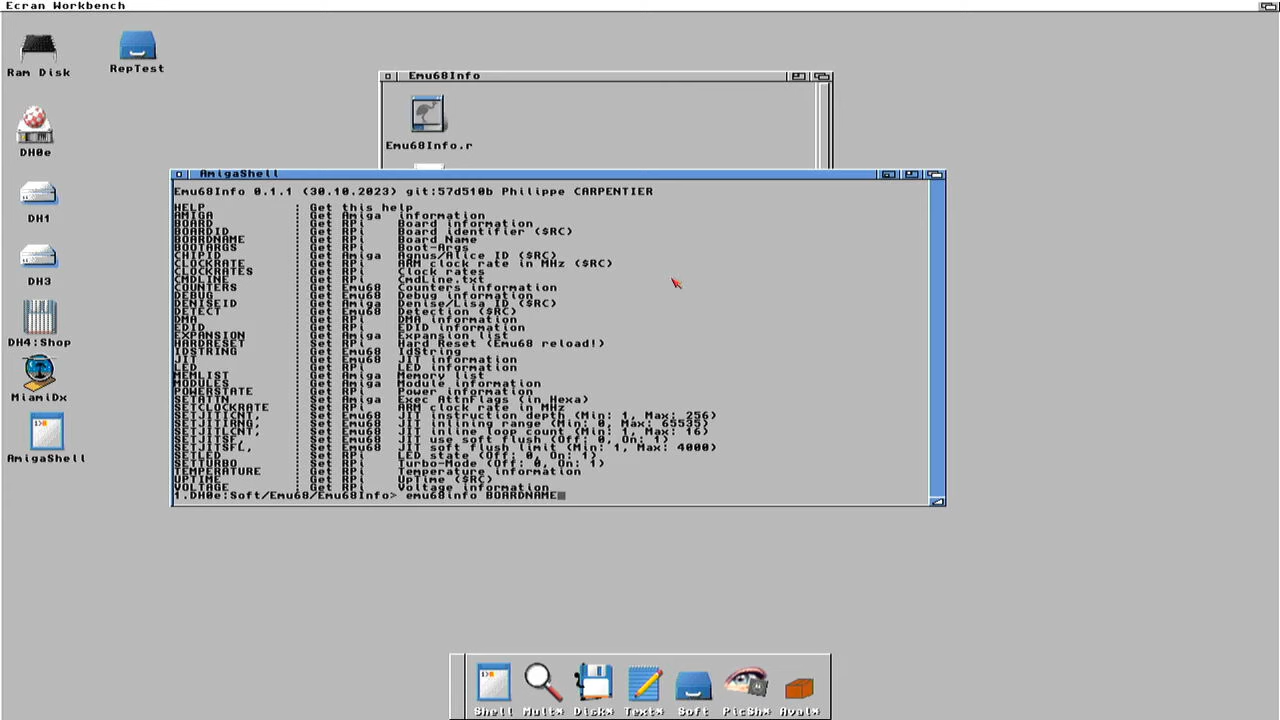 Ecran Workbench
Ram Disk
RepTest
DH0e
DH1
DH3
DH4:Shop
MiamiDx
AmigaShell
Emu68Info
Emu68Info.r
AmigaShell
Emu68Info 0.1.1 (30.10.2023) git:57d510b Philippe CARPENTIER
HELP : Get this help
AMIGA : Get Amiga information
BOARD : Get RPi Board information
BOARDID : Get RPi Board identifier ($RC)
BOARDNAME : Get RPi Board Name
BOOTARGS : Get RPi Boot-Args
CHIPID : Get Amiga Agnus/Alice ID ($RC)
CLOCKRATE : Get RPi ARM clock rate in MHz ($RC)
CLOCKRATES : Get RPi Clock rates
CMDLINE : Get RPi CmdLine.txt
COUNTERS : Get Emu68 Counters information
DEBUG : Get Emu68 Debug information
DENISEID : Get Amiga Denise/Lisa ID ($RC)
DETECT : Get Emu68 Detection ($RC)
DMA : Get RPi DMA information
EDID : Get RPi EDID information
EXPANSION : Get Amiga Expansion list
HARDRESET : Set RPi Hard Reset (Emu68 reload!)
IDSTRING : Get Emu68 IdString
JIT : Get Emu68 JIT information
LED : Get RPi LED information
MEMLIST : Get Amiga Memory list
MODULES : Get Amiga Module information
POWERSTATE : Get RPi Power information
SETATTN : Set Amiga Exec AttnFlags (in Hexa)
SETCLOCKRATE : Set RPi ARM clock rate in MHz
SETJITICNT, : Set Emu68 JIT instruction depth (Min: 1, Max: 256)
SETJITIRNG, : Set Emu68 JIT inlining range (Min: 0, Max: 65535)
SETJITLCNT, : Set Emu68 JIT inline loop count (Min: 1, Max: 16)
SETJITSF, : Set Emu68 JIT use soft flush (Off: 0, On: 1)
SETJITSFL, : Set Emu68 JIT soft flush limit (Min: 1, Max: 4000)
SETLED : Set RPi LED state (Off: 0, On: 1)
SETTURBO : Set RPi Turbo-Mode (Off: 0, On: 1)
TEMPERATURE : Get RPi Temperature information
UPTIME : Get RPi UpTime ($RC)
VOLTAGE : Get RPi Voltage information
1.DH0e:Soft/Emu68/Emu68Info> emu68info BOARDNAME
Shell Mult* Disk* Text* Soft PicSh* Aval*